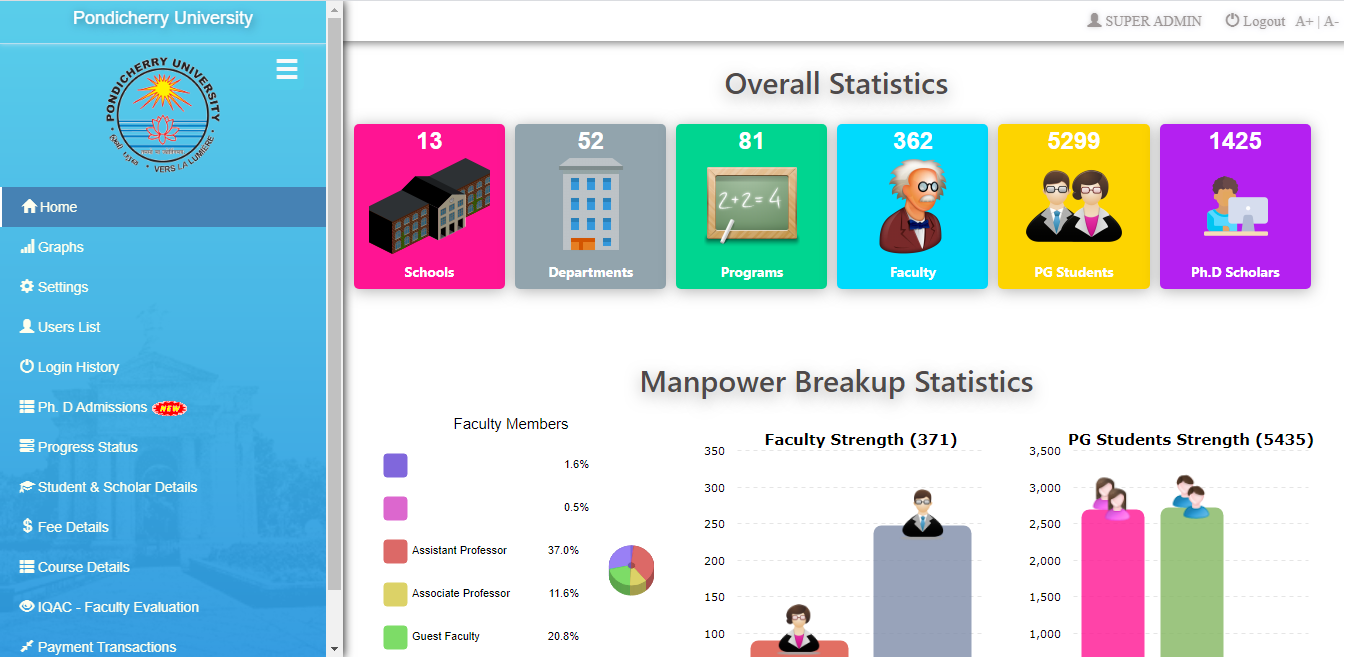 Pondicherry University
SUPER ADMIN
Logout
A+ | A-
PONDICHERRY UNIVERSITY
VERS LA LUMIERE
Home
Graphs
Settings
Users List
Login History
Ph. D Admissions NEW
Progress Status
Student & Scholar Details
$ Fee Details
Course Details
IQAC - Faculty Evaluation
Payment Transactions
Overall Statistics
13
Schools
52
Departments
81
2+2=4
Programs
362
Faculty
5299
PG Students
1425
Ph.D Scholars
Manpower Breakup Statistics
Faculty Members
1.6%
0.5%
Assistant Professor 37.0%
Associate Professor 11.6%
Guest Faculty 20.8%
Faculty Strength (371)
350
300
250
200
150
100
PG Students Strength (5435)
3,500
3,000
2,500
2,000
1,500
1,000